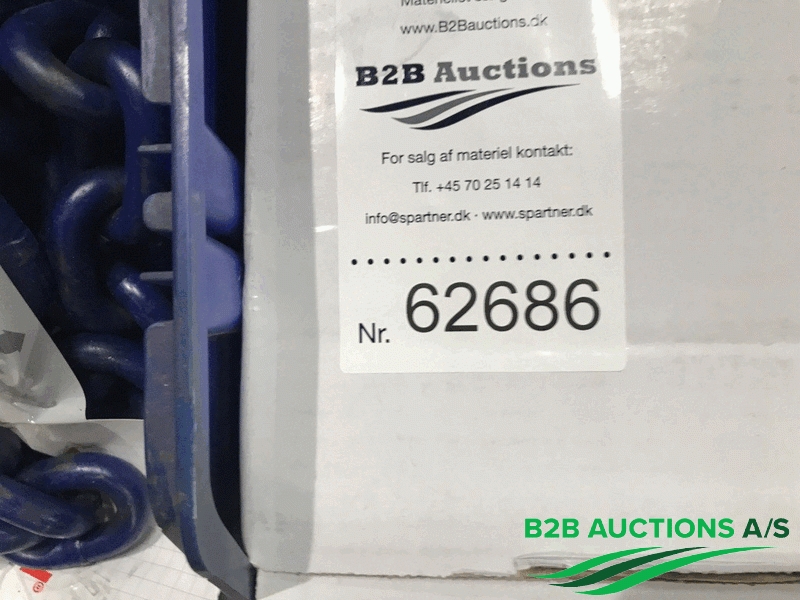 www.B2Bauctions.dk
B2B Auctions
For salg af materiel kontakt:
Tlf. +45 70 25 14 14
info@spartner.dk · www.spartner.dk
Nr. 62686
B2B AUCTIONS A/S